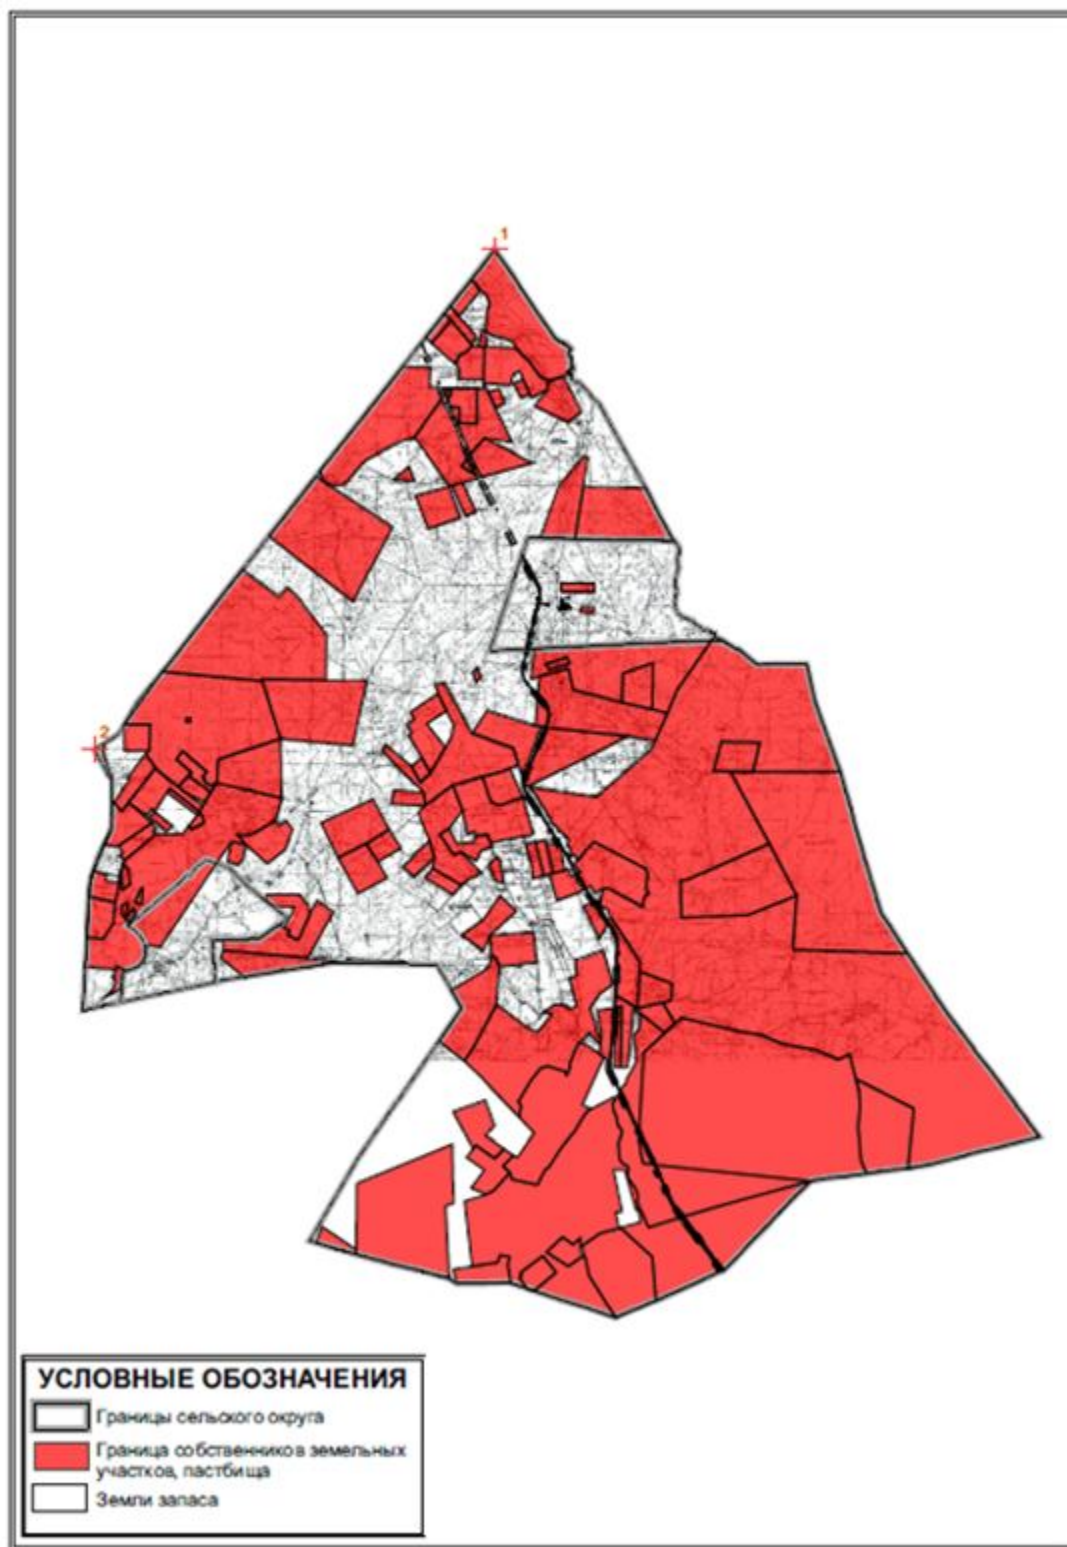 1
2
УСЛОВНЫЕ ОБОЗНАЧЕНИЯ
Границы сельского округа
Граница собственников земельных
участков, пастбища
Земли запаса